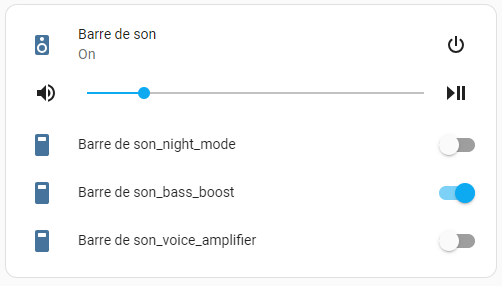 Barre de son
On
Barre de son_night_mode
Barre de son_bass_boost
Barre de son_voice_amplifier